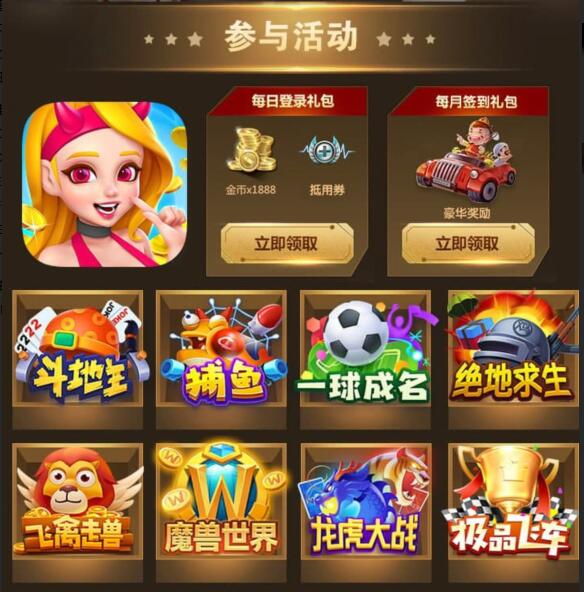 参与活动
每日登录礼包
每月签到礼包
金币x1888
抵用券
豪华奖励
立即领取
立即领取
2222
JOKER
JOKER
斗地主
捕鱼
一球成名
绝地求生
飞禽走兽
W
W
W
魔兽世界
龙虎大战
极品飞车